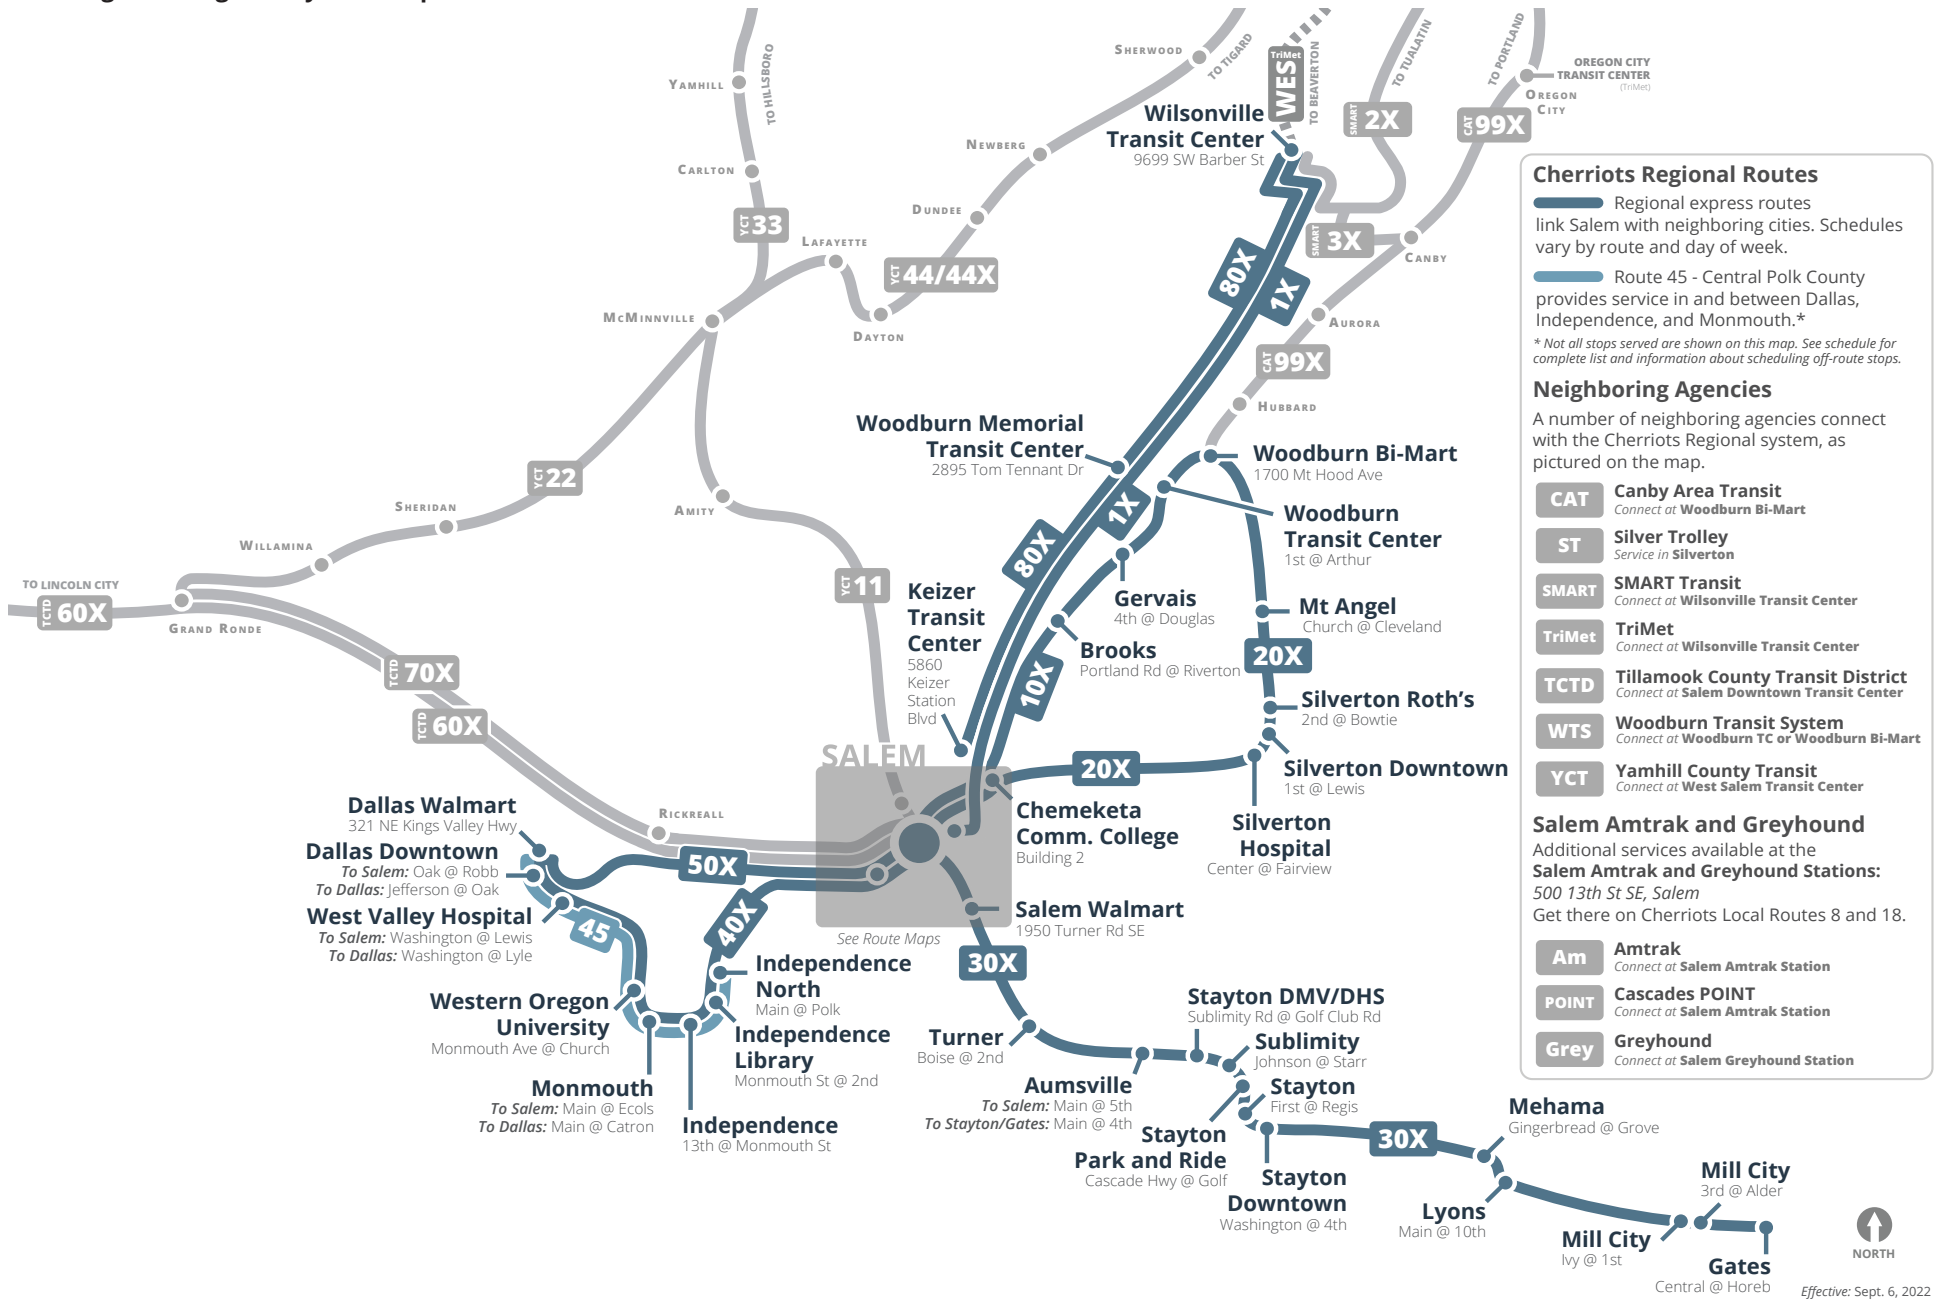 YAMHILL
TO HILLSBORO
CARLTON
YCT 33
SHERWOOD
TO TIGARD
NEWBERG
DUNDEE
LAFAYETTE
YCT 44/44X
DAYTON
MCMINNVILLE
YCT 22
SHERIDAN
WILLAMINA
TO LINCOLN CITY
TCTD 60X
GRAND RONDE
AMITY
YCT 11
TCTD 70X
TCTD 60X
RICKREALL
TriMet
WES
TO BEAVERTON
TO TUALATIN
SMART 2X
TO PORTLAND
OREGON CITY
TRANSIT CENTER
(TriMet)
OREGON
CITY
CAT 99X
SMART 3X
CANBY
AURORA
CAT 99X
HUBBARD
Wilsonville
Transit Center
9699 SW Barber St
80X
1X
Woodburn Memorial
Transit Center
2895 Tom Tennant Dr
1X
80X
Woodburn Bi-Mart
1700 Mt Hood Ave
Woodburn
Transit Center
1st @ Arthur
Gervais
4th @ Douglas
Brooks
Portland Rd @ Riverton
10X
Mt Angel
Church @ Cleveland
20X
Silverton Roth's
2nd @ Bowtie
Silverton Downtown
1st @ Lewis
Silverton
Hospital
Center @ Fairview
20X
Keizer
Transit
Center
5860
Keizer
Station
Blvd
SALEM
Chemeketa
Comm. College
Building 2
Salem Walmart
1950 Turner Rd SE
See Route Maps
Dallas Walmart
321 NE Kings Valley Hwy
Dallas Downtown
To Salem: Oak @ Robb
To Dallas: Jefferson @ Oak
West Valley Hospital
To Salem: Washington @ Lewis
To Dallas: Washington @ Lyle
50X
45
40X
Western Oregon
University
Monmouth Ave @ Church
Monmouth
To Salem: Main @ Ecols
To Dallas: Main @ Catron
Independence
13th @ Monmouth St
Independence
North
Main @ Polk
Independence
Library
Monmouth St @ 2nd
30X
Turner
Boise @ 2nd
Aumsville
To Salem: Main @ 5th
To Stayton/Gates: Main @ 4th
Stayton DMV/DHS
Sublimity Rd @ Golf Club Rd
Sublimity
Johnson @ Starr
Stayton
First @ Regis
Stayton
Park and Ride
Cascade Hwy @ Golf
Stayton
Downtown
Washington @ 4th
30X
Mehama
Gingerbread @ Grove
Lyons
Main @ 10th
Mill City
3rd @ Alder
Mill City
Ivy @ 1st
Gates
Central @ Horeb
Cherriots Regional Routes
Regional express routes
link Salem with neighboring cities. Schedules
vary by route and day of week.
Route 45 - Central Polk County
provides service in and between Dallas,
Independence, and Monmouth.*
* Not all stops served are shown on this map. See schedule for
complete list and information about scheduling off-route stops.
Neighboring Agencies
A number of neighboring agencies connect
with the Cherriots Regional system, as
pictured on the map.
CAT Canby Area Transit
Connect at Woodburn Bi-Mart
ST Silver Trolley
Service in Silverton
SMART SMART Transit
Connect at Wilsonville Transit Center
TriMet TriMet
Connect at Wilsonville Transit Center
TCTD Tillamook County Transit District
Connect at Salem Downtown Transit Center
WTS Woodburn Transit System
Connect at Woodburn TC or Woodburn Bi-Mart
YCT Yamhill County Transit
Connect at West Salem Transit Center
Salem Amtrak and Greyhound
Additional services available at the
Salem Amtrak and Greyhound Stations:
500 13th St SE, Salem
Get there on Cherriots Local Routes 8 and 18.
Am Amtrak
Connect at Salem Amtrak Station
POINT Cascades POINT
Connect at Salem Amtrak Station
Grey Greyhound
Connect at Salem Greyhound Station
NORTH
Effective: Sept. 6, 2022